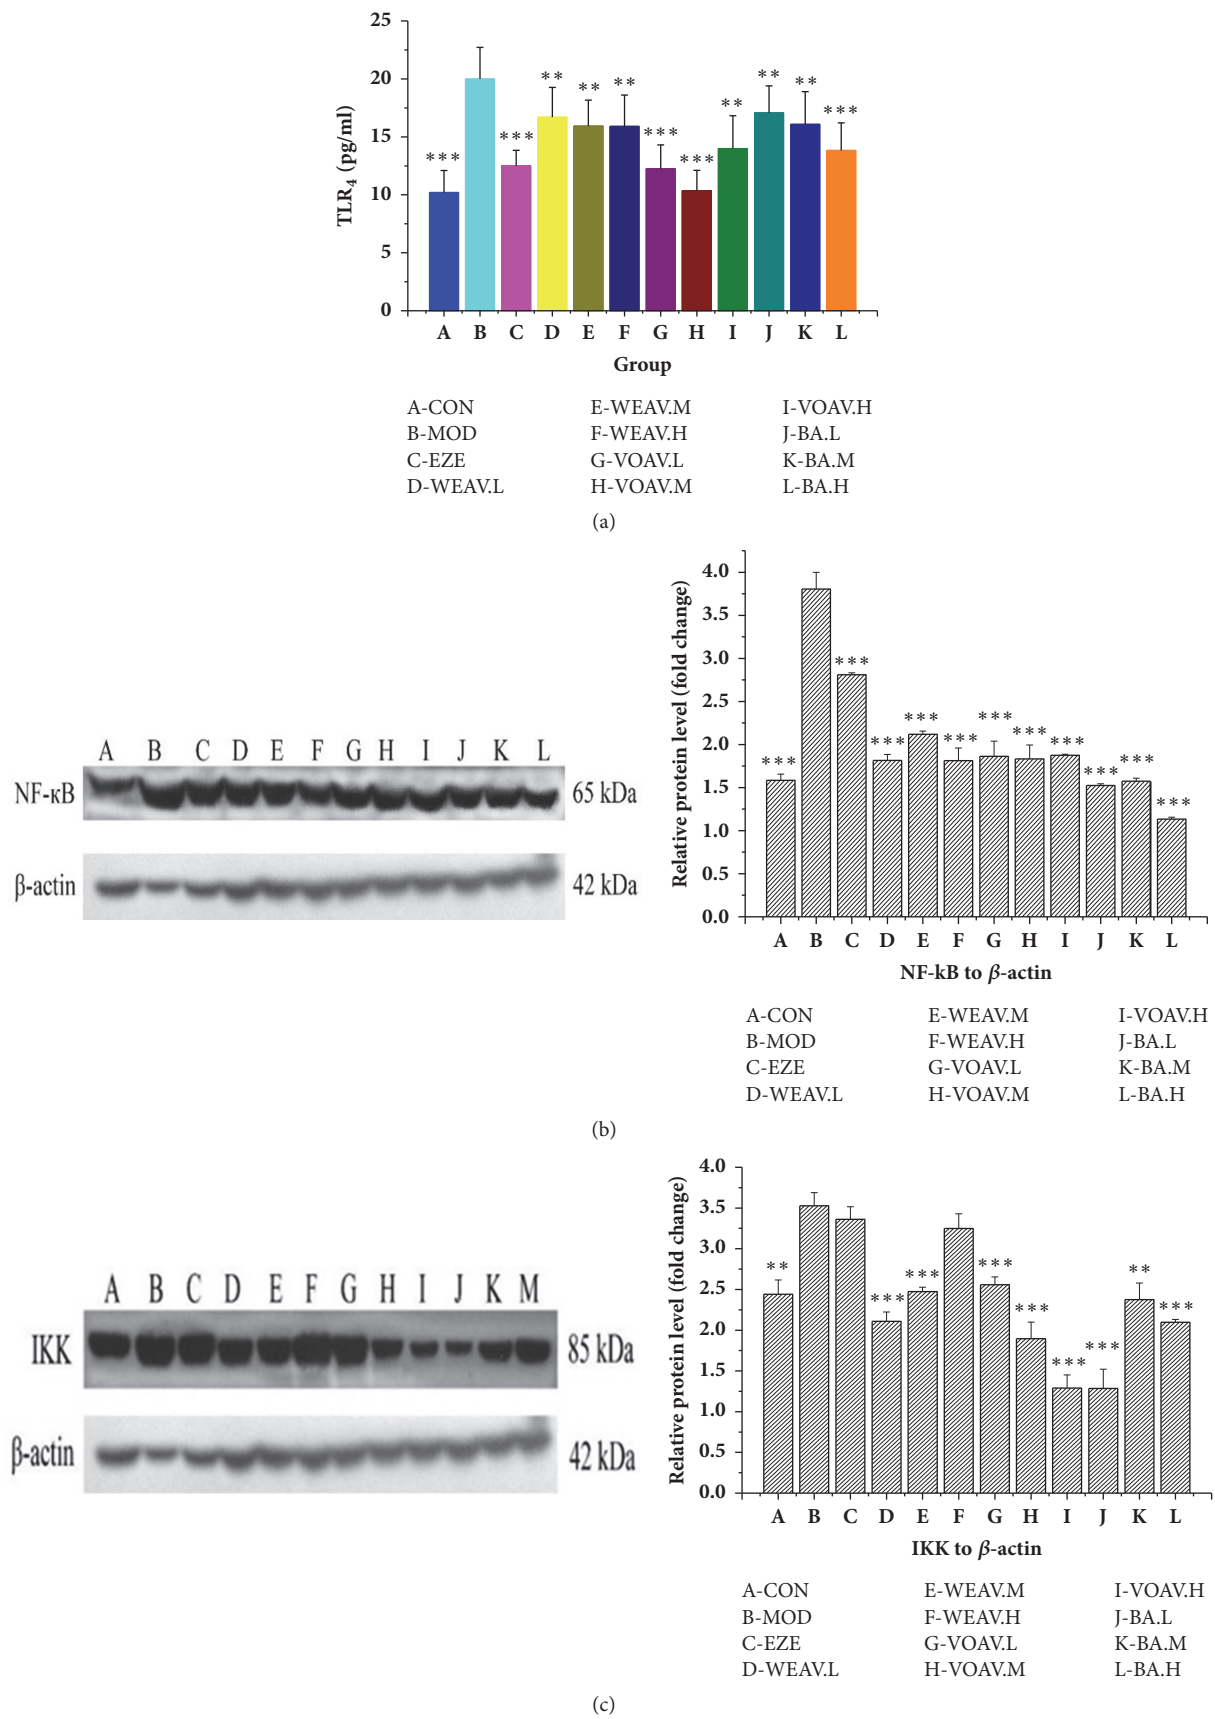 25
20
15
10
5
0
TLR4 (pg/ml)
*** *** ** ** ** *** *** ** ** ** ***
A B C D E F G H I J K L
Group
A-CON E-WEAV.M I-VOAV.H
B-MOD F-WEAV.H J-BA.L
C-EZE G-VOAV.L K-BA.M
D-WEAV.L H-VOAV.M L-BA.H
(a)
A B C D E F G H I J K L
NF-κB 65 kDa
β-actin 42 kDa
4.0
3.5
3.0
2.5
2.0
1.5
1.0
0.5
0.0
Relative protein level (fold change)
*** *** *** *** *** *** *** *** *** *** ***
A B C D E F G H I J K L
NF-kB to β-actin
A-CON E-WEAV.M I-VOAV.H
B-MOD F-WEAV.H J-BA.L
C-EZE G-VOAV.L K-BA.M
D-WEAV.L H-VOAV.M L-BA.H
(b)
A B C D E F G H I J K M
IKK 85 kDa
β-actin 42 kDa
4.0
3.5
3.0
2.5
2.0
1.5
1.0
0.5
0.0
Relative protein level (fold change)
** *** *** *** *** *** *** ** ***
A B C D E F G H I J K L
IKK to β-actin
A-CON E-WEAV.M I-VOAV.H
B-MOD F-WEAV.H J-BA.L
C-EZE G-VOAV.L K-BA.M
D-WEAV.L H-VOAV.M L-BA.H
(c)